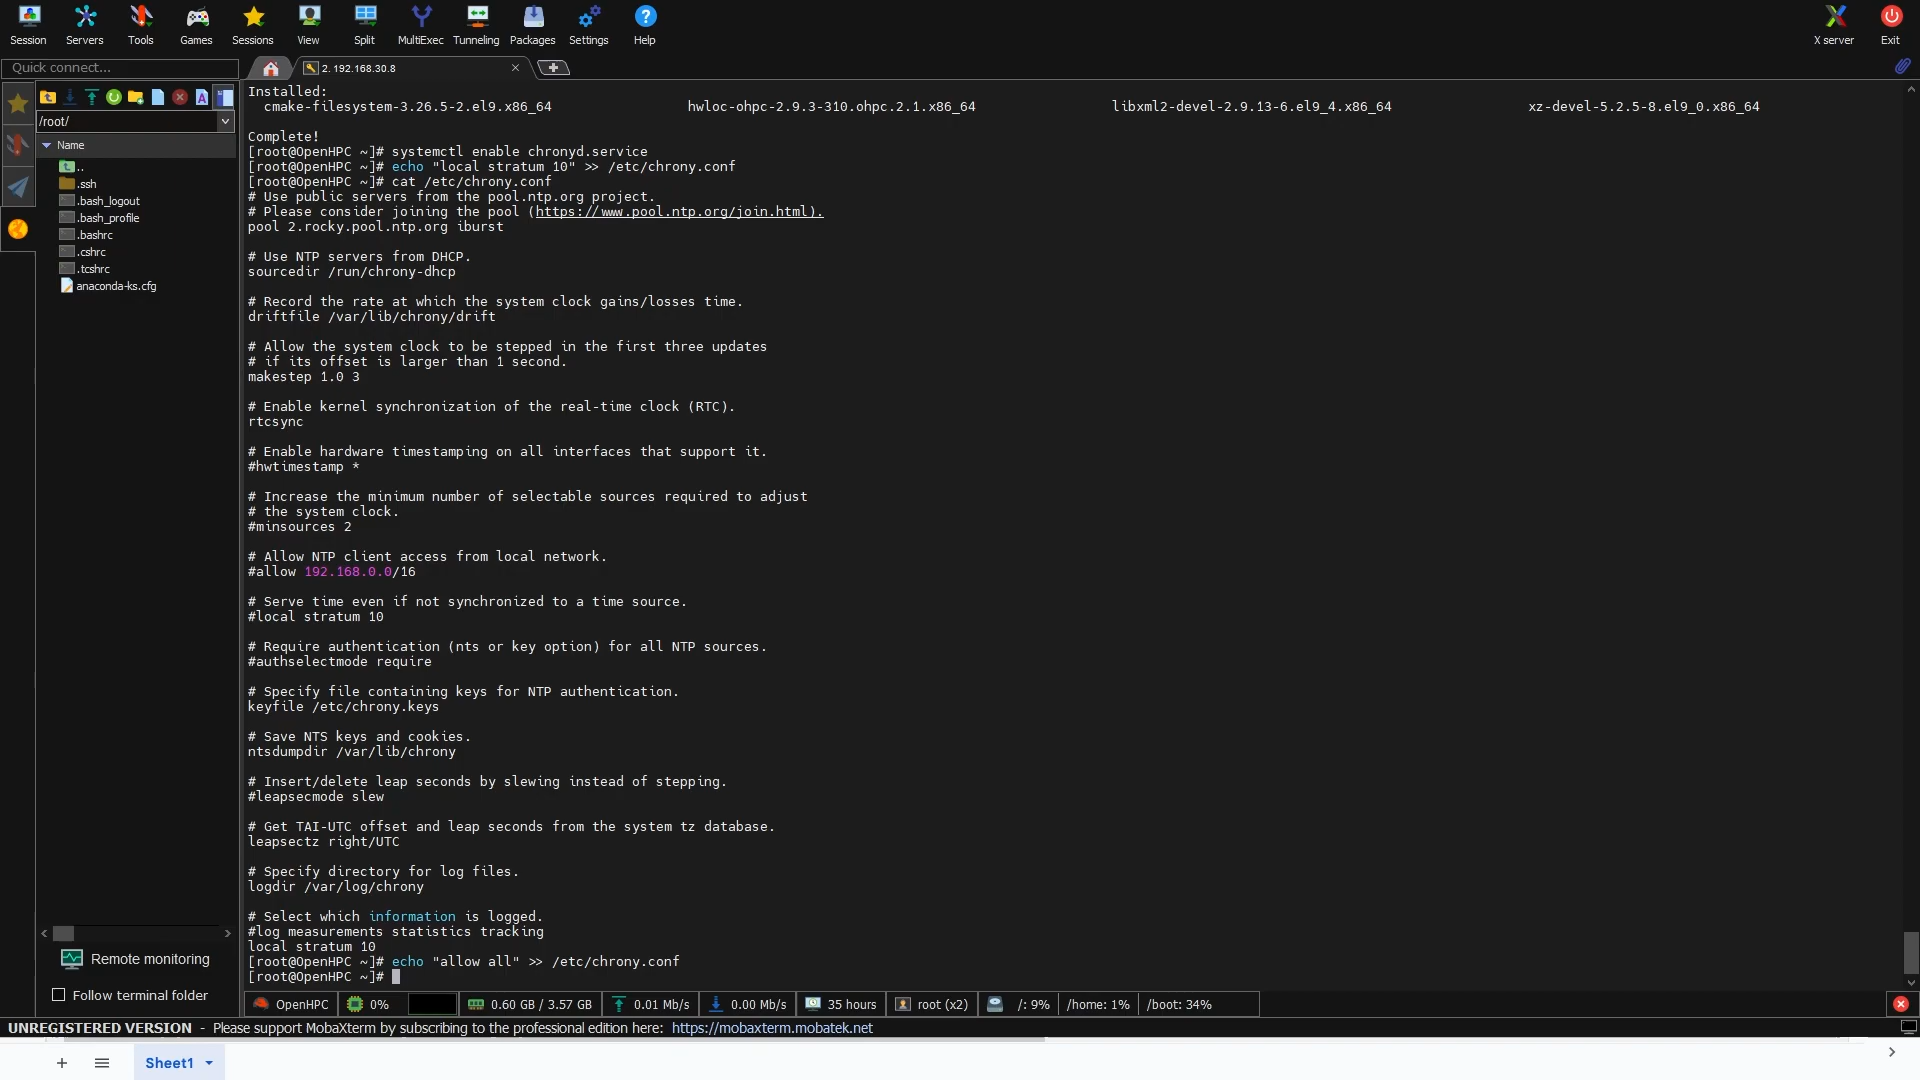 Session Servers Tools Games Sessions View Split MultiExec Tunneling Packages Settings Help X server Exit
Quick connect...
2. 192.168.30.8
/root/
Name
..
.ssh
.bash_logout
.bash_profile
.bashrc
.cshrc
.tcshrc
anaconda-ks.cfg
Remote monitoring
Follow terminal folder
Installed:
cmake-filesystem-3.26.5-2.el9.x86_64 hwloc-ohpc-2.9.3-310.ohpc.2.1.x86_64 libxml2-devel-2.9.13-6.el9_4.x86_64 xz-devel-5.2.5-8.el9_0.x86_64
Complete!
[root@OpenHPC ~]# systemctl enable chronyd.service
[root@OpenHPC ~]# echo "local stratum 10" >> /etc/chrony.conf
[root@OpenHPC ~]# cat /etc/chrony.conf
# Use public servers from the pool.ntp.org project.
# Please consider joining the pool (https://www.pool.ntp.org/join.html).
pool 2.rocky.pool.ntp.org iburst
# Use NTP servers from DHCP.
sourcedir /run/chrony-dhcp
# Record the rate at which the system clock gains/losses time.
driftfile /var/lib/chrony/drift
# Allow the system clock to be stepped in the first three updates
# if its offset is larger than 1 second.
makestep 1.0 3
# Enable kernel synchronization of the real-time clock (RTC).
rtcsync
# Enable hardware timestamping on all interfaces that support it.
#hwtimestamp *
# Increase the minimum number of selectable sources required to adjust
# the system clock.
#minsources 2
# Allow NTP client access from local network.
#allow 192.168.0.0/16
# Serve time even if not synchronized to a time source.
#local stratum 10
# Require authentication (nts or key option) for all NTP sources.
#authselectmode require
# Specify file containing keys for NTP authentication.
keyfile /etc/chrony.keys
# Save NTS keys and cookies.
ntsdumpdir /var/lib/chrony
# Insert/delete leap seconds by slewing instead of stepping.
#leapsecmode slew
# Get TAI-UTC offset and leap seconds from the system tz database.
leapsectz right/UTC
# Specify directory for log files.
logdir /var/log/chrony
# Select which information is logged.
#log measurements statistics tracking
local stratum 10
[root@OpenHPC ~]# echo "allow all" >> /etc/chrony.conf
[root@OpenHPC ~]#
OpenHPC 0% 0.60 GB / 3.57 GB 0.01 Mb/s 0.00 Mb/s 35 hours root (x2) /: 9% /home: 1% /boot: 34%
UNREGISTERED VERSION - Please support MobaXterm by subscribing to the professional edition here: https://mobaxterm.mobatek.net
Sheet1